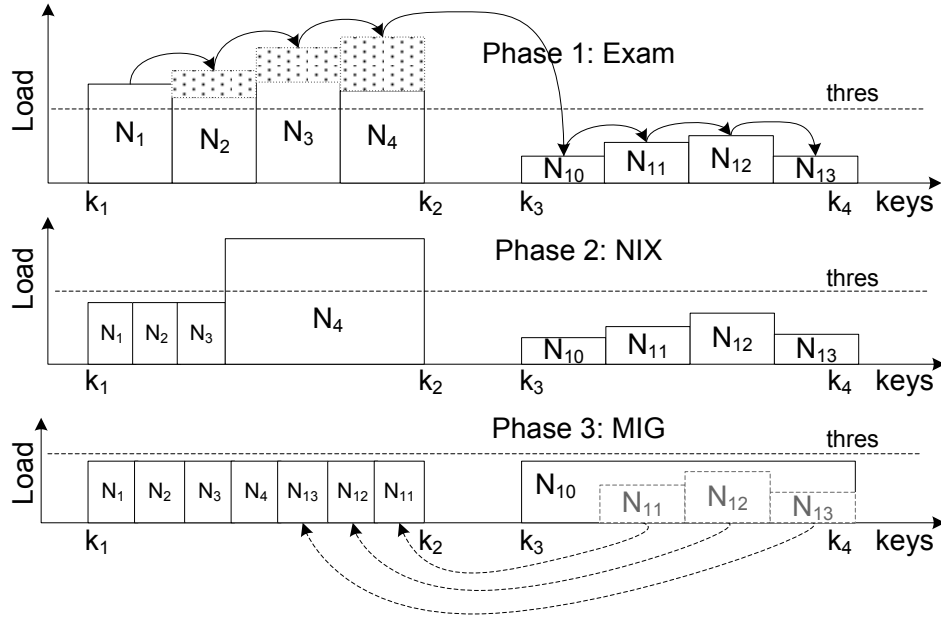 Phase 1: Exam
Load
thres
N1 N2 N3 N4 N10 N11 N12 N13
k1 k2 k3 k4 keys
Phase 2: NIX
Load
thres
N1 N2 N3 N4 N10 N11 N12 N13
k1 k2 k3 k4 keys
Phase 3: MIG
Load
thres
N1 N2 N3 N4 N13 N12 N11 N10 N11 N12 N13
k1 k2 k3 k4 keys